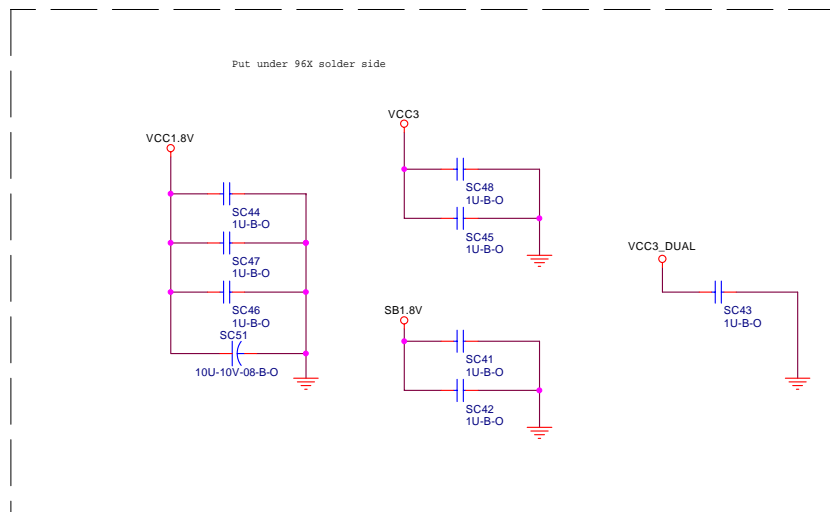 Put under 96X solder side
VCC1.8V
SC44
1U-B-O
SC47
1U-B-O
SC46
1U-B-O
SC51
10U-10V-08-B-O
VCC3
SC48
1U-B-O
SC45
1U-B-O
SB1.8V
SC41
1U-B-O
SC42
1U-B-O
VCC3_DUAL
SC43
1U-B-O